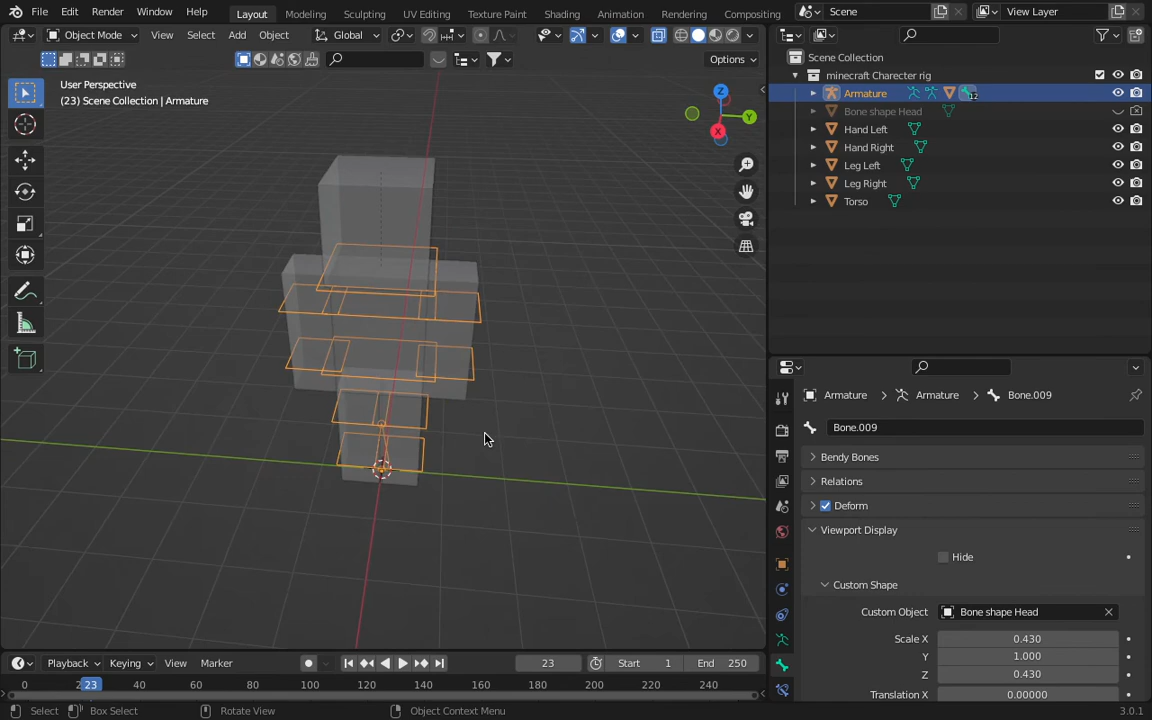 File Edit Render Window Help Layout Modeling Sculpting UV Editing Texture Paint Shading Animation Rendering Compositing Scene View Layer
Object Mode View Select Add Object Global
Options
User Perspective
(23) Scene Collection | Armature
Z
Y
X
Scene Collection
minecraft Charecter rig
Armature 12
Bone shape Head
Hand Left
Hand Right
Leg Left
Leg Right
Torso
Armature Armature Bone.009
Bone.009
Bendy Bones
Relations
Deform
Viewport Display
Hide
Custom Shape
Custom Object Bone shape Head
Scale X 0.430
Y 1.000
Z 0.430
Translation X 0.00000
Playback Keying View Marker 23 Start 1 End 250
0 23 40 60 80 100 120 140 160 180 200 220 240
Select Box Select Rotate View Object Context Menu 3.0.1